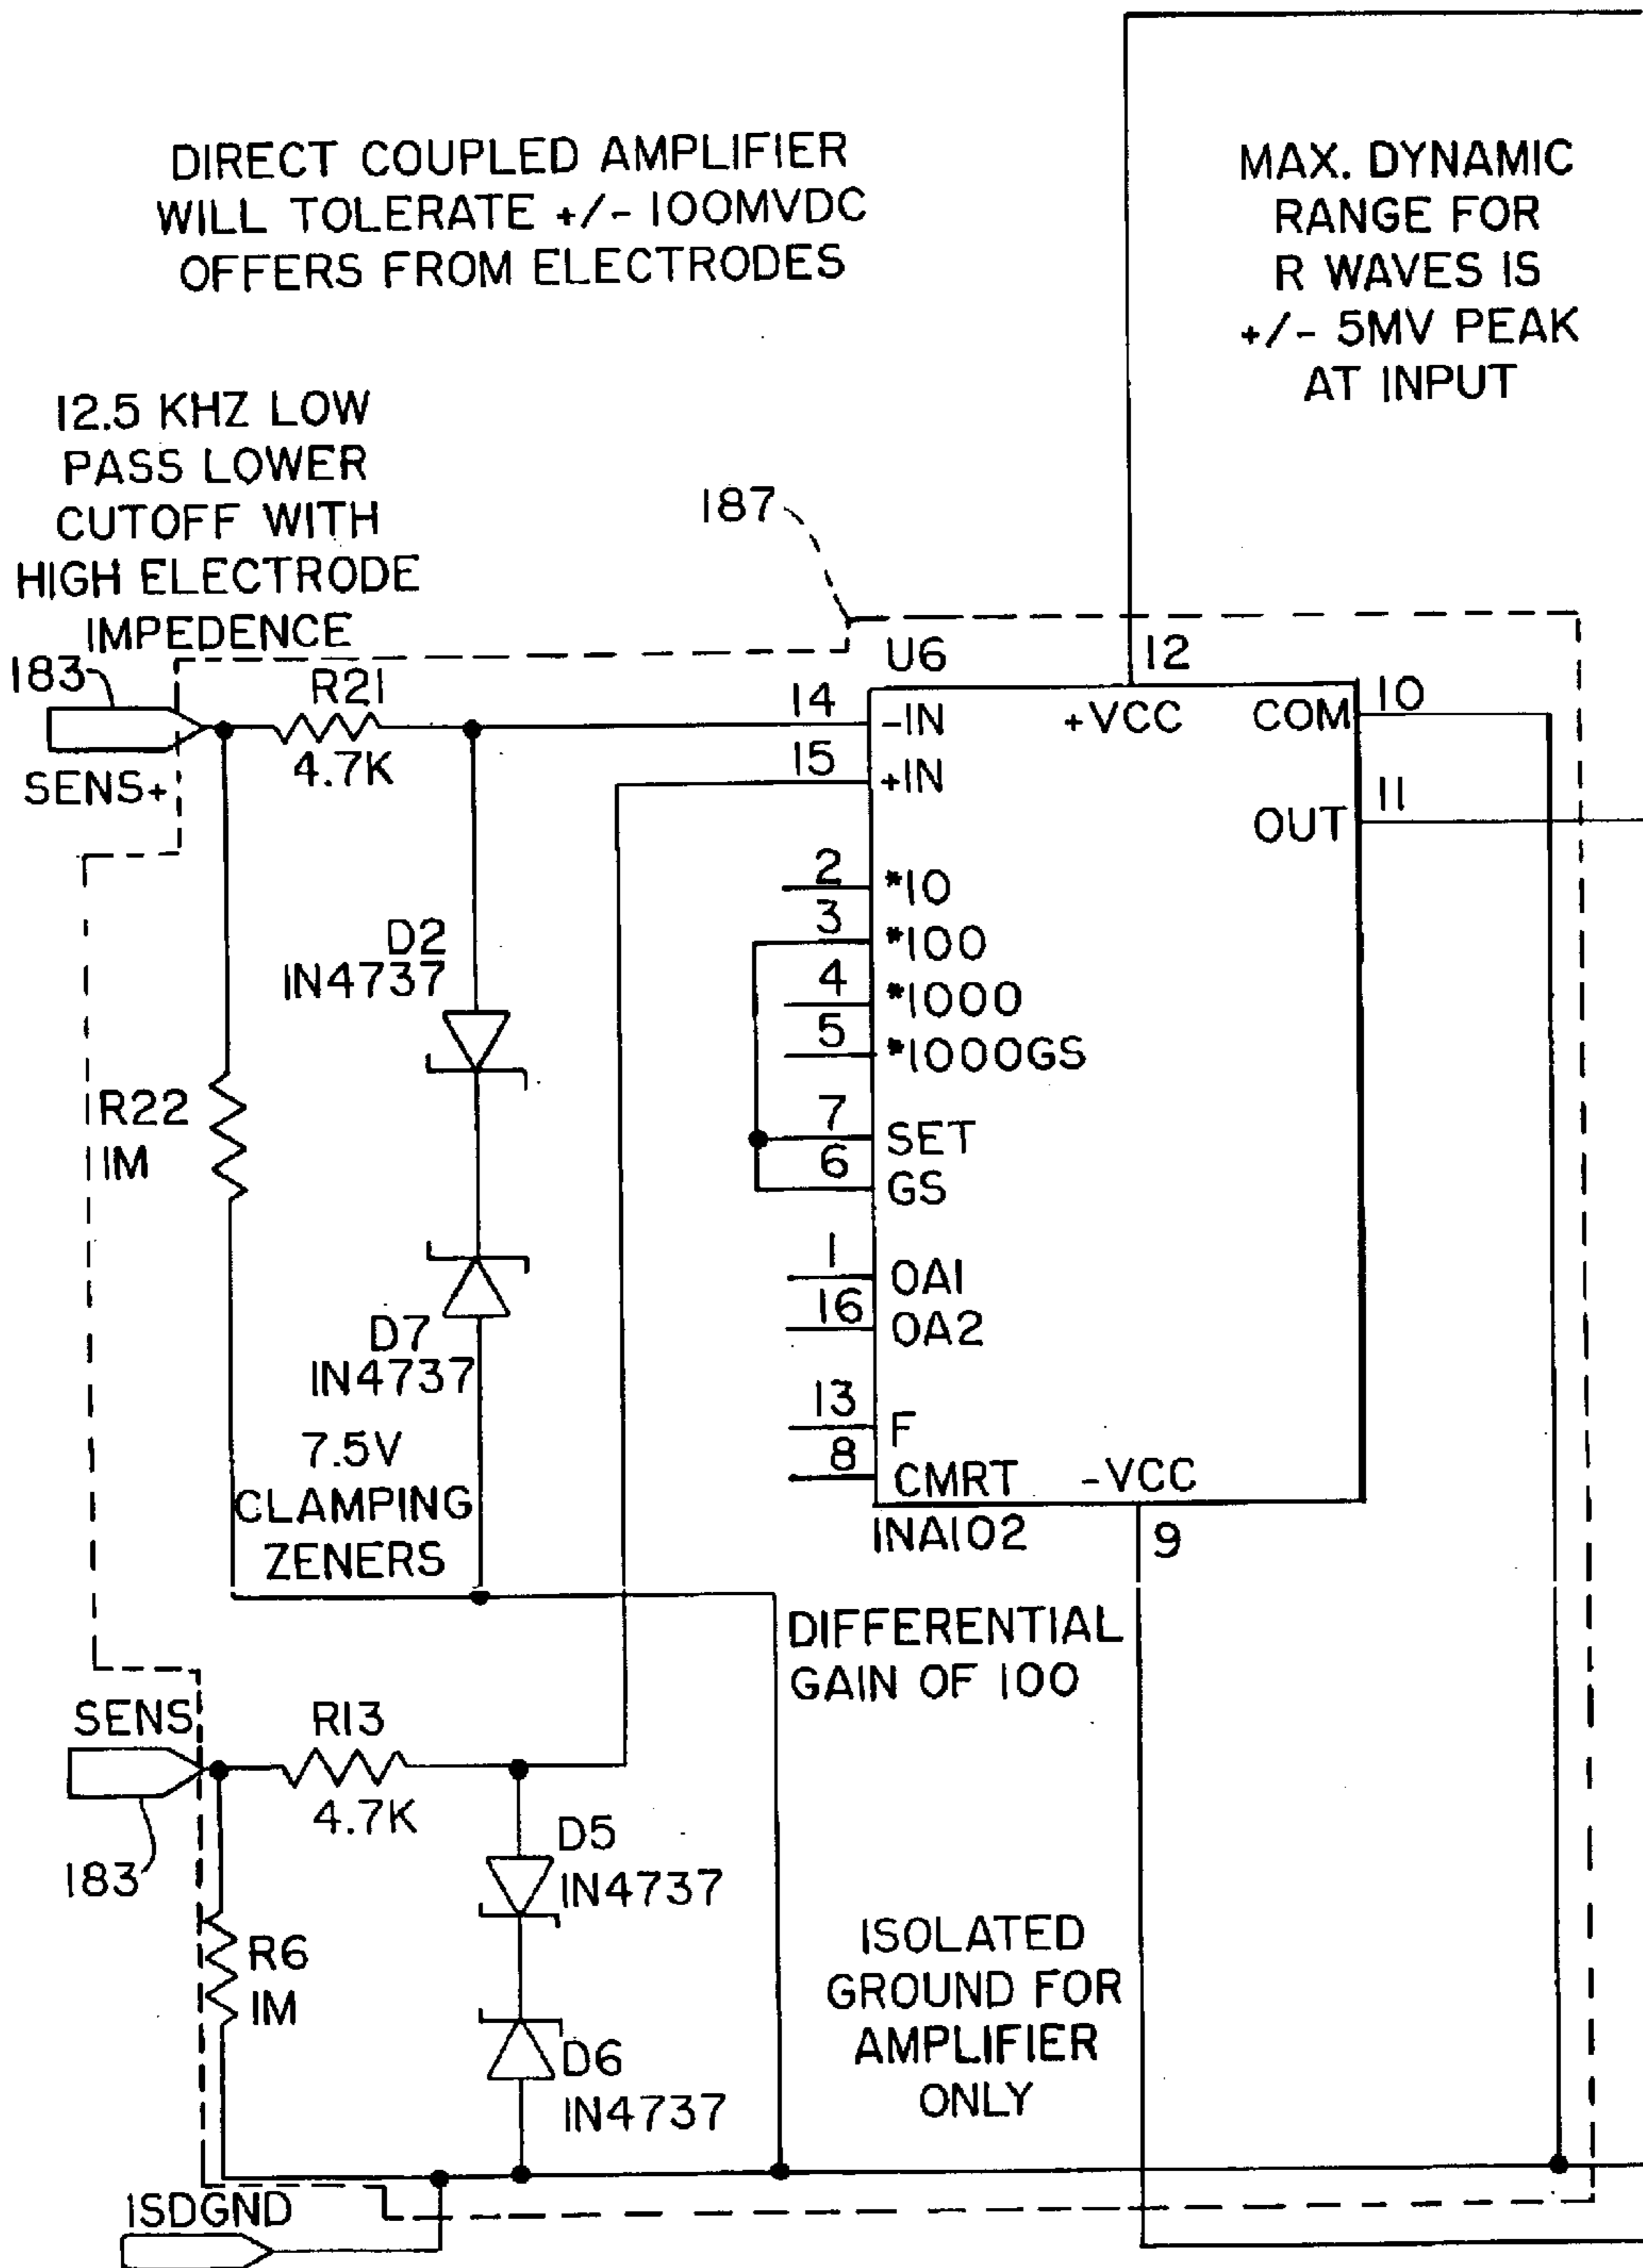 DIRECT COUPLED AMPLIFIER
WILL TOLERATE +/- 100MVDC
OFFERS FROM ELECTRODES
MAX. DYNAMIC
RANGE FOR
R WAVES IS
+/- 5MV PEAK
AT INPUT
12.5 KHZ LOW
PASS LOWER
CUTOFF WITH
HIGH ELECTRODE
IMPEDENCE
187
183
SENS+
R21
4.7K
U6
12
14
-IN
+VCC
COM
10
15
+IN
OUT
11
2
*10
3
*100
4
*1000
5
*1000GS
7
SET
6
GS
1
OA1
16
OA2
13
F
8
CMRT
-VCC
INA102
9
D2
IN4737
R22
1M
D7
IN4737
7.5V
CLAMPING
ZENERS
DIFFERENTIAL
GAIN OF 100
SENS
R13
4.7K
183
D5
IN4737
R6
1M
D6
IN4737
ISOLATED
GROUND FOR
AMPLIFIER
ONLY
ISDGND